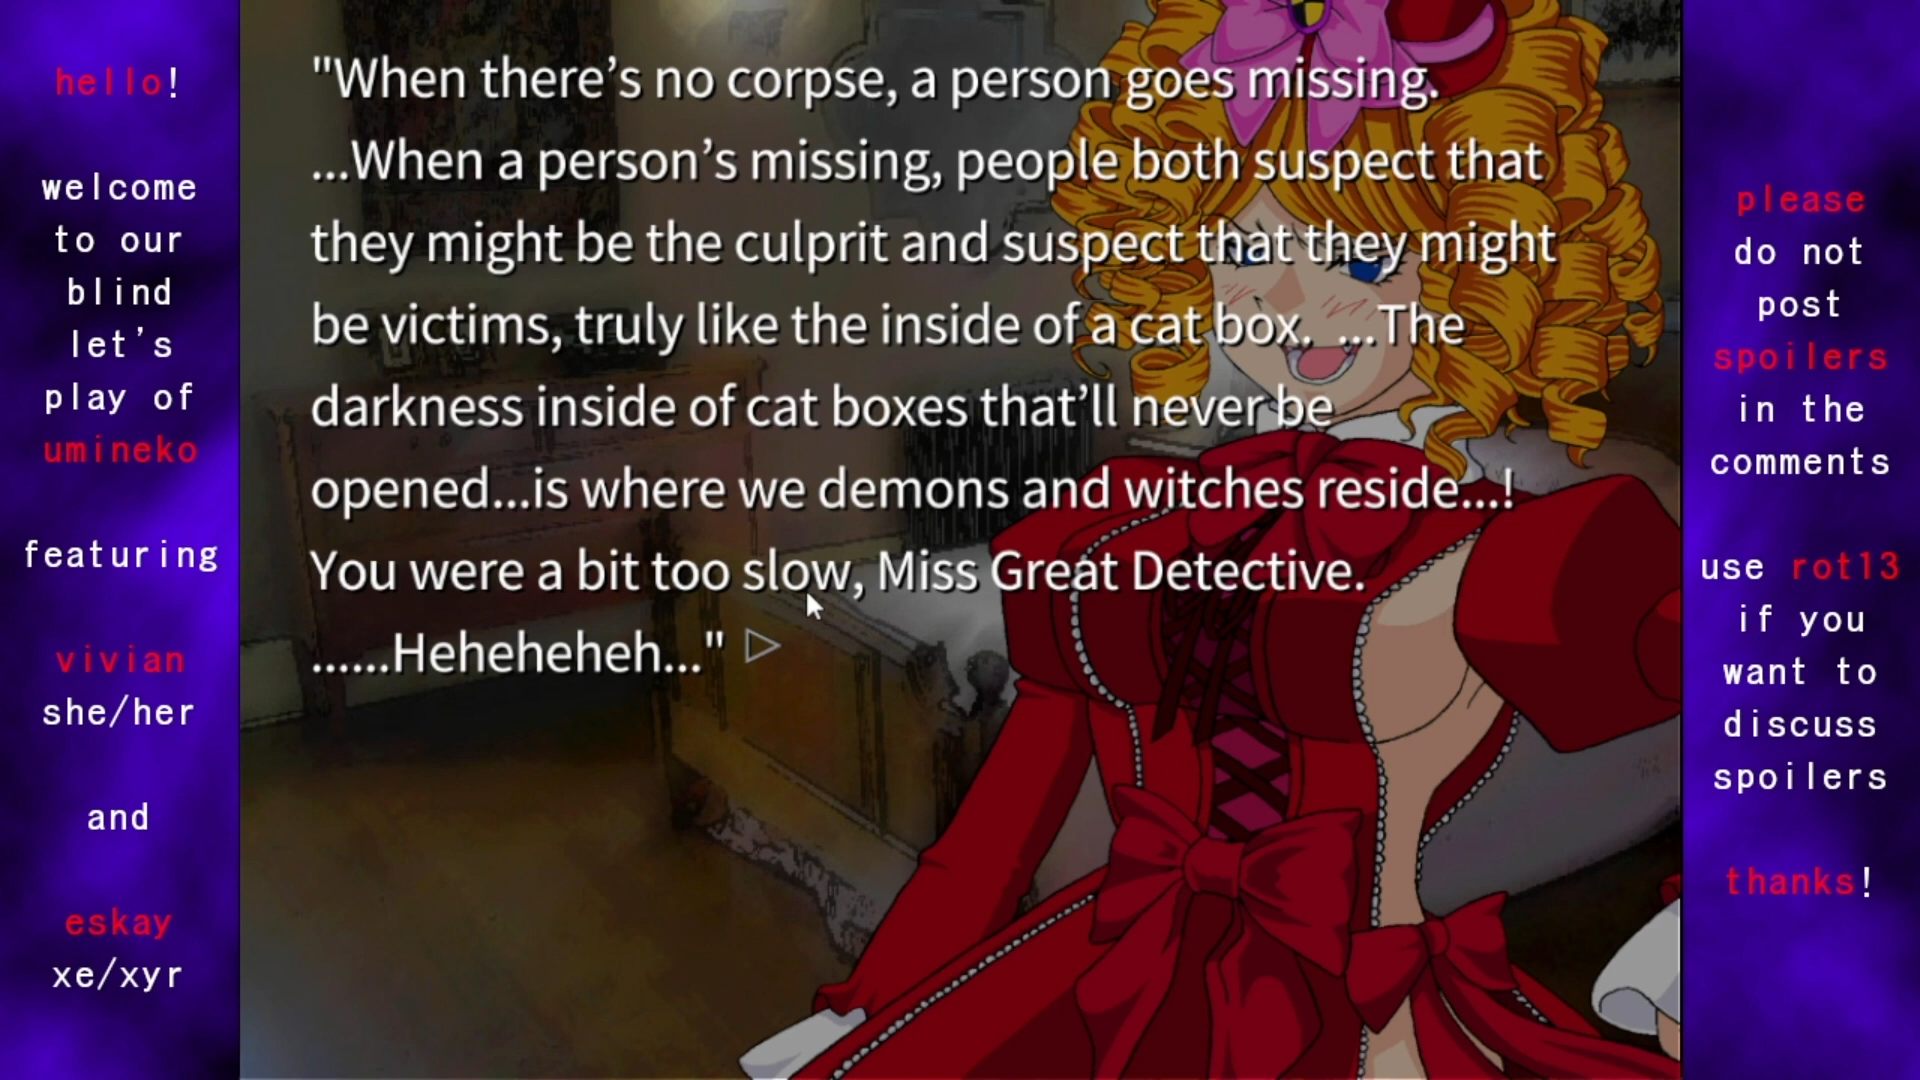 hello!
welcome
to our
blind
let's
play of
umineko
featuring
vivian
she/her
and
eskay
xe/xyr
"When there’s no corpse, a person goes missing.
...When a person’s missing, people both suspect that
they might be the culprit and suspect that they might
be victims, truly like the inside of a cat box. ...The
darkness inside of cat boxes that’ll never be
opened...is where we demons and witches reside...!
You were a bit too slow, Miss Great Detective.
......Heheheheh..."
please
do not
post
spoilers
in the
comments
use rot13
if you
want to
discuss
spoilers
thanks!